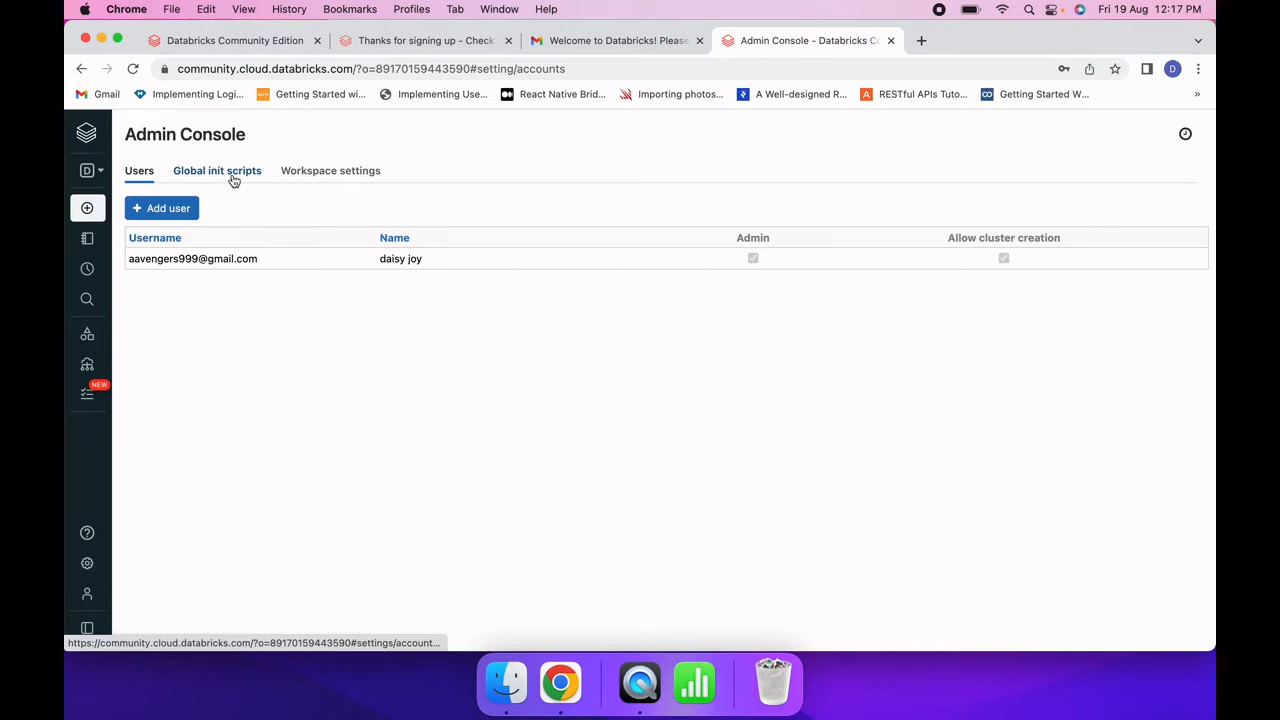 Chrome File Edit View History Bookmarks Profiles Tab Window Help Fri 19 Aug 12:17 PM
Databricks Community Edition Thanks for signing up - Check Welcome to Databricks! Please Admin Console - Databricks Co
community.cloud.databricks.com/?o=89170159443590#setting/accounts D
Gmail Implementing Logi... Getting Started wi... Implementing Use... React Native Brid... Importing photos... A Well-designed R... RESTful APIs Tuto... Getting Started W... »
Admin Console
D Users Global init scripts Workspace settings
+ Add user
Username Name Admin Allow cluster creation
aavengers999@gmail.com daisy joy
NEW
https://community.cloud.databricks.com/?o=89170159443590#settings/account...